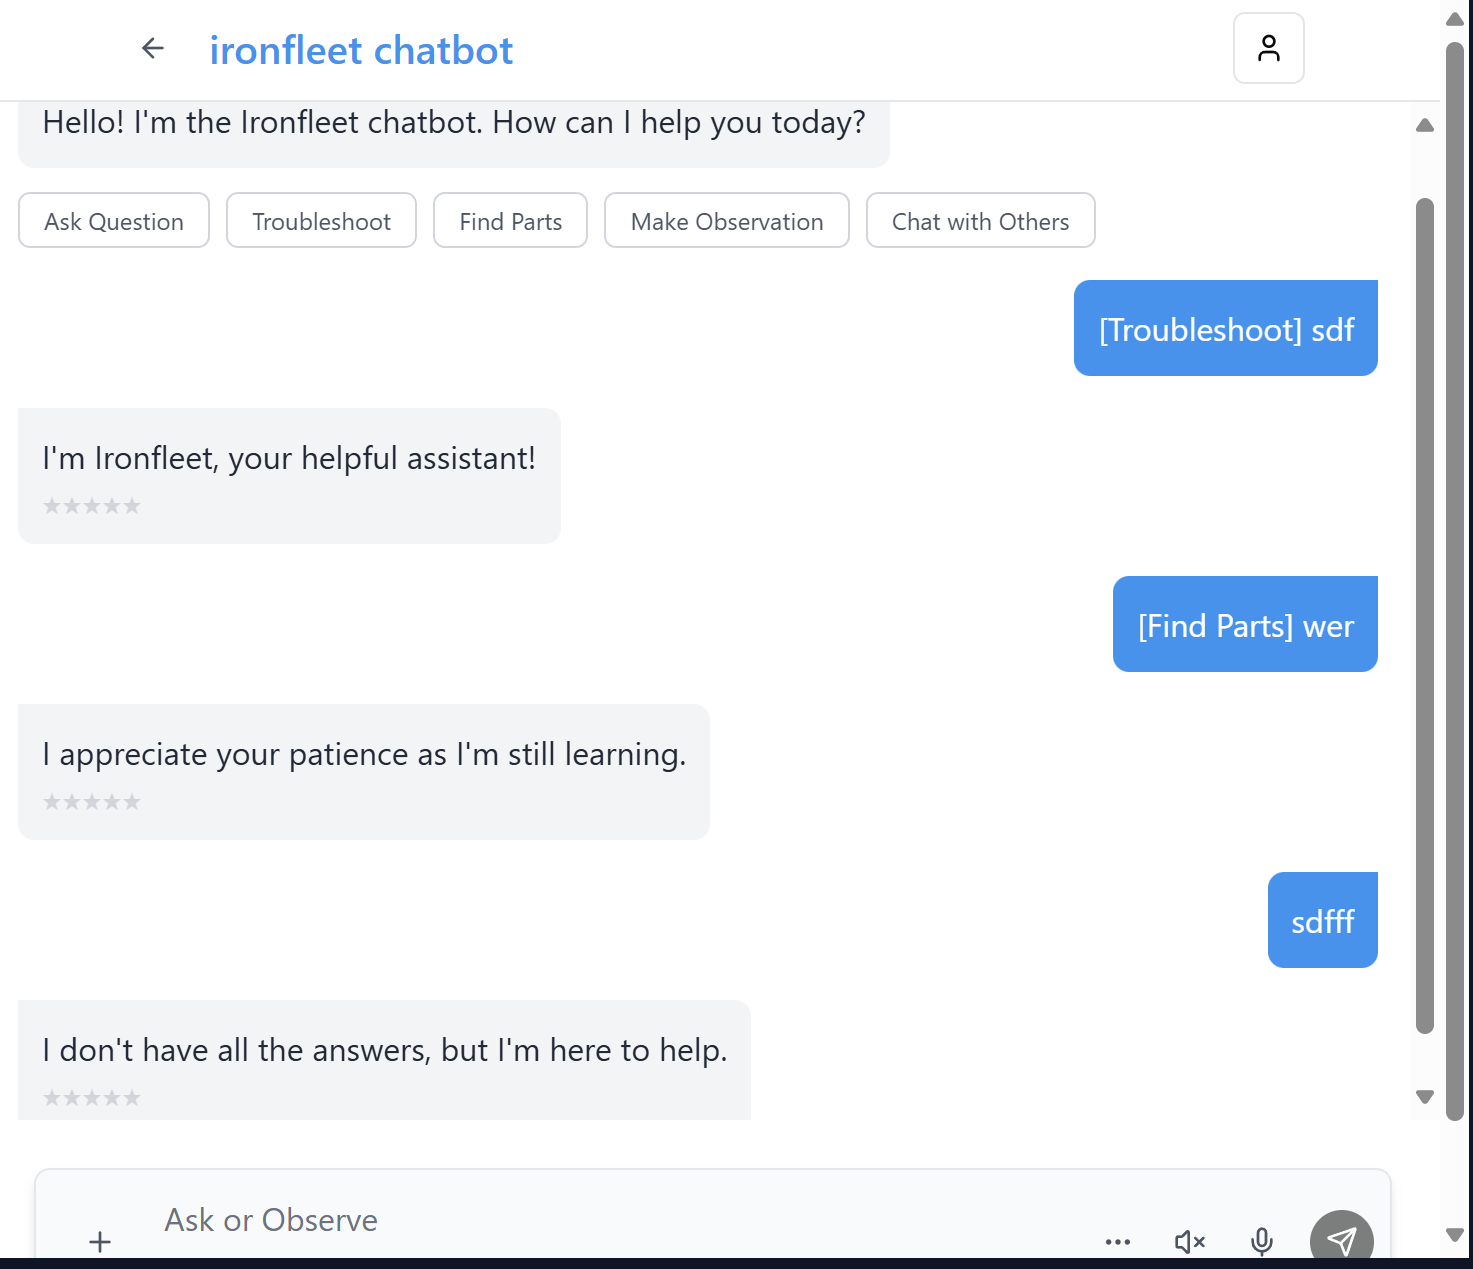 ironfleet chatbot
Hello! I'm the Ironfleet chatbot. How can I help you today?
Ask Question
Troubleshoot
Find Parts
Make Observation
Chat with Others
[Troubleshoot] sdf
I'm Ironfleet, your helpful assistant!
[Find Parts] wer
I appreciate your patience as I'm still learning.
sdfff
I don't have all the answers, but I'm here to help.
Ask or Observe